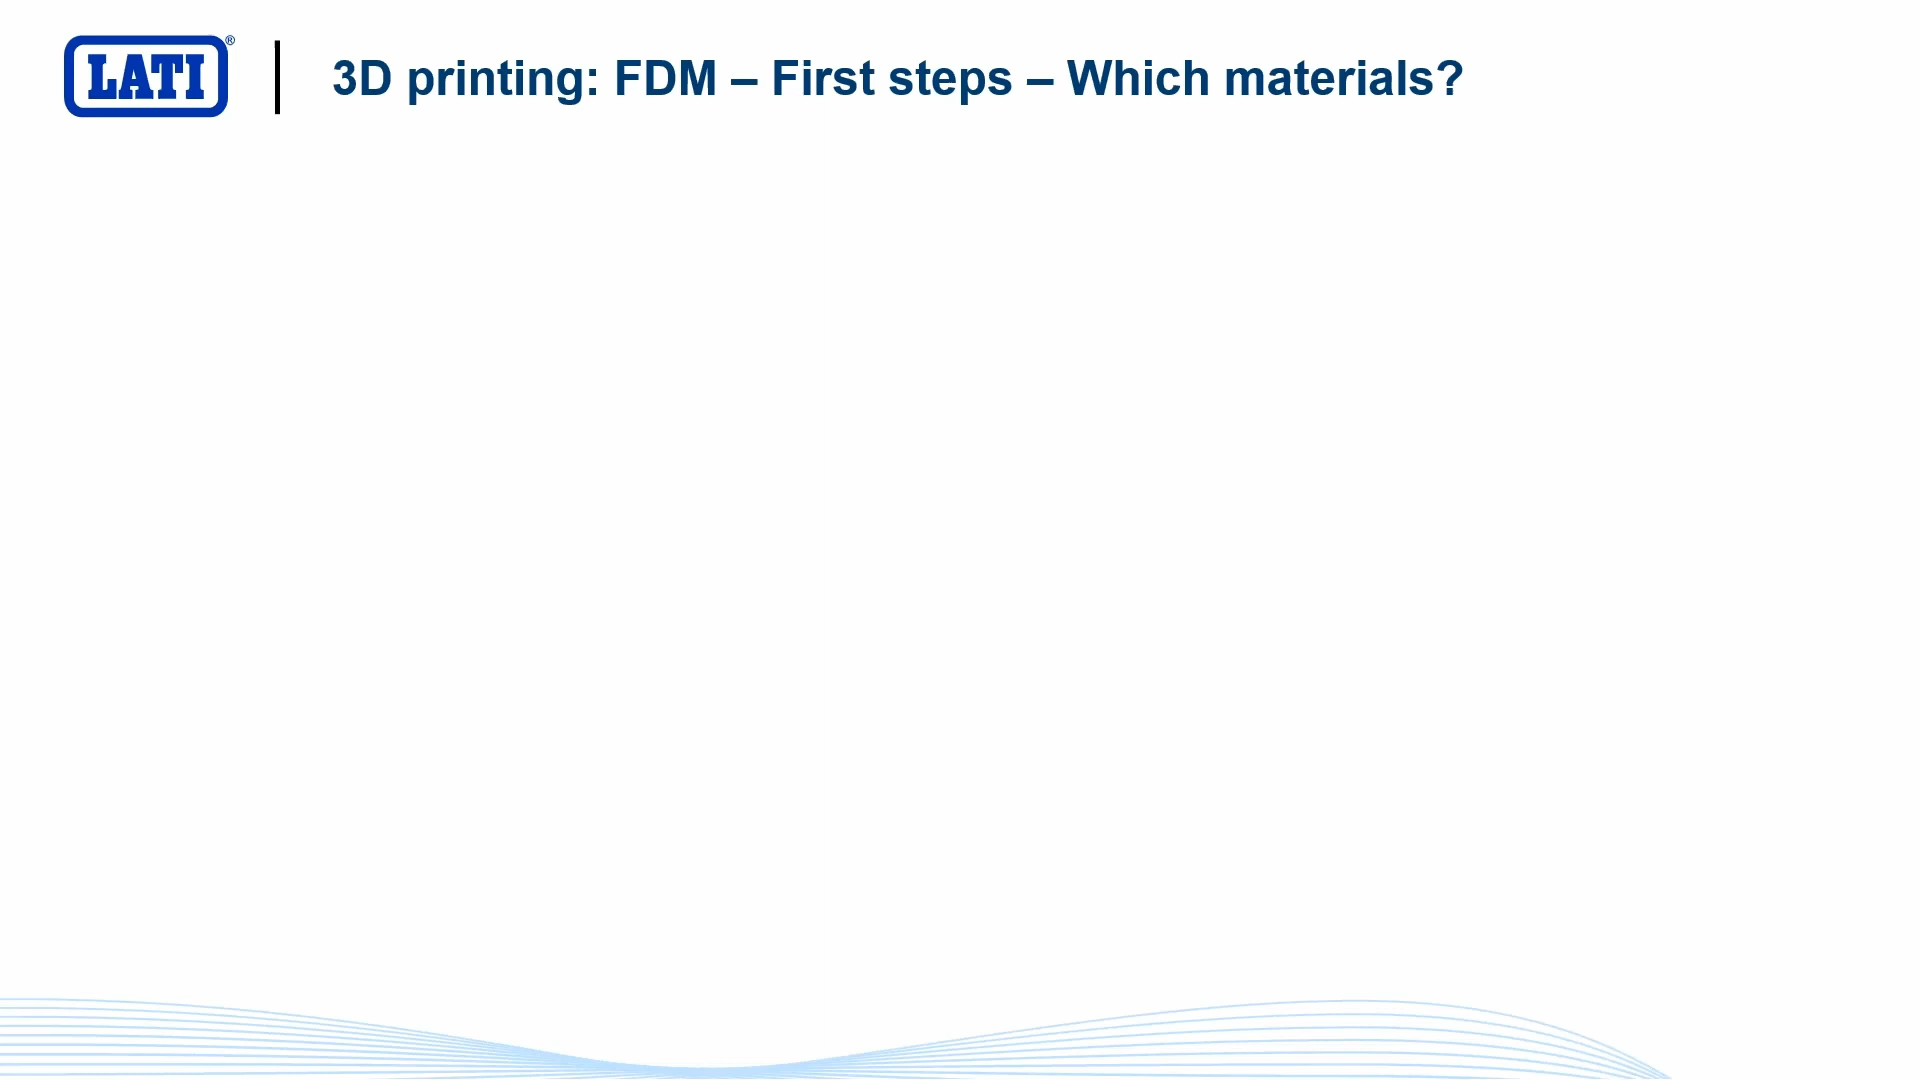 LATI®
3D printing: FDM – First steps – Which materials?